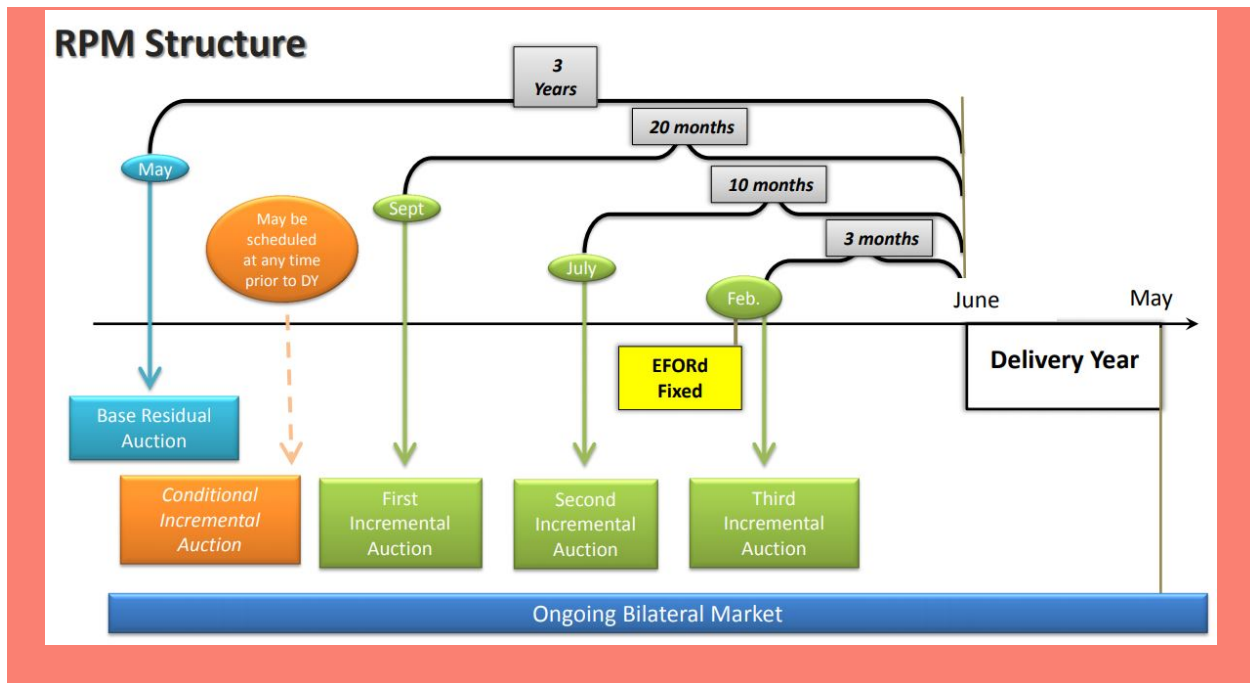 RPM Structure
3
Years
20 months
10 months
3 months
May
Sept
July
Feb.
May be
scheduled
at any time
prior to DY
June
May
EFORd
Fixed
Delivery Year
Base Residual
Auction
Conditional
Incremental
Auction
First
Incremental
Auction
Second
Incremental
Auction
Third
Incremental
Auction
Ongoing Bilateral Market